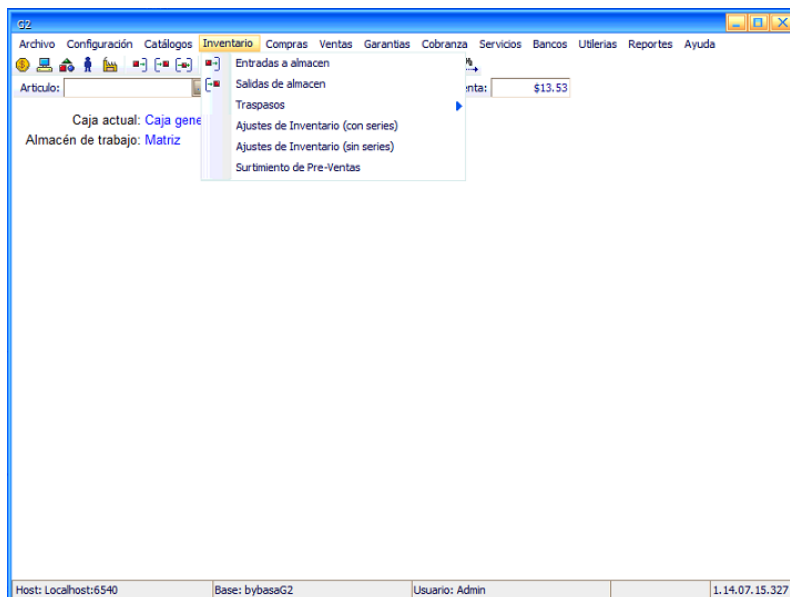 G2
Archivo Configuración Catálogos Inventario Compras Ventas Garantias Cobranza Servicios Bancos Utilerias Reportes Ayuda
Entradas a almacen
Articulo: $13.53
Salidas de almacen
Traspasos
Caja actual: Caja gene
Ajustes de Inventario (con series)
Almacén de trabajo: Matriz
Ajustes de Inventario (sin series)
Surtimiento de Pre-Ventas
Host: Localhost:6540 Base: bybasaG2 Usuario: Admin 1.14.07.15.327